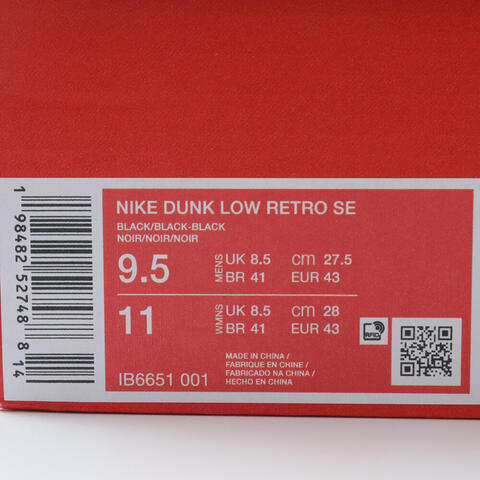 NIKE DUNK LOW RETRO SE
BLACK/BLACK-BLACK
NOIR/NOIR/NOIR
9.5 MENS UK 8.5 cm 27.5
BR 41 EUR 43
11 WMNS UK 8.5 cm 28
BR 41 EUR 43
RFID
MADE IN CHINA /
FABRIQUE EN CHINE /
FABRICADO NA CHINA /
HECHO EN CHINA
IB6651 001
1 98482 52748 8 14